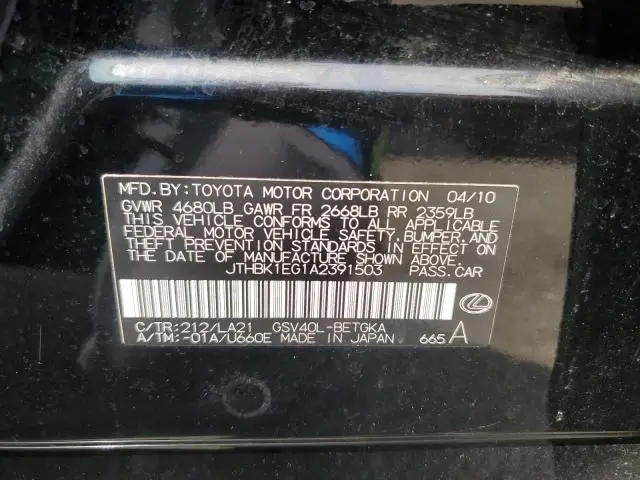 MFD.BY:TOYOTA MOTOR CORPORATION 04/10
GVWR 4680LB GAWR FR 2668LB RR 2359LB
THIS VEHICLE CONFORMS TO ALL APPLICABLE
FEDERAL MOTOR VEHICLE SAFETY,BUMPER,AND
THEFT PREVENTION STANDARDS IN EFFECT ON
THE DATE OF MANUFACTURE SHOWN ABOVE.
JTHBK1EG1A2391503 PASS.CAR
C/TR:212/LA21 GSV40L-BETGKA
A/TM:-01A/U660E MADE IN JAPAN 665A